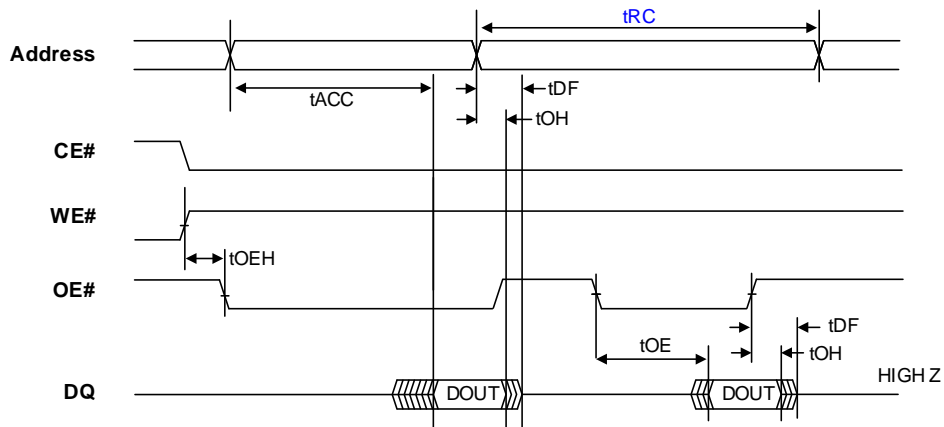 tRC
Address
tACC
tDF
tOH
CE#
WE#
tOEH
OE#
tDF
tOE
tOH
HIGH Z
DQ
DOUT
DOUT